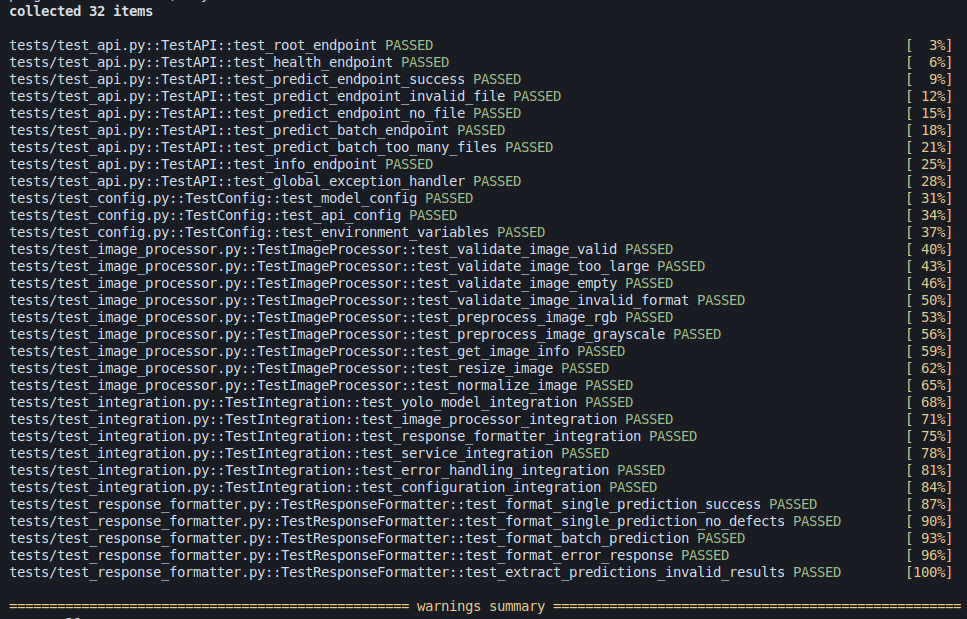 collected 32 items
tests/test_api.py::TestAPI::test_root_endpoint PASSED [  3%]
tests/test_api.py::TestAPI::test_health_endpoint PASSED [  6%]
tests/test_api.py::TestAPI::test_predict_endpoint_success PASSED [  9%]
tests/test_api.py::TestAPI::test_predict_endpoint_invalid_file PASSED [ 12%]
tests/test_api.py::TestAPI::test_predict_endpoint_no_file PASSED [ 15%]
tests/test_api.py::TestAPI::test_predict_batch_endpoint PASSED [ 18%]
tests/test_api.py::TestAPI::test_predict_batch_too_many_files PASSED [ 21%]
tests/test_api.py::TestAPI::test_info_endpoint PASSED [ 25%]
tests/test_api.py::TestAPI::test_global_exception_handler PASSED [ 28%]
tests/test_config.py::TestConfig::test_model_config PASSED [ 31%]
tests/test_config.py::TestConfig::test_api_config PASSED [ 34%]
tests/test_config.py::TestConfig::test_environment_variables PASSED [ 37%]
tests/test_image_processor.py::TestImageProcessor::test_validate_image_valid PASSED [ 40%]
tests/test_image_processor.py::TestImageProcessor::test_validate_image_too_large PASSED [ 43%]
tests/test_image_processor.py::TestImageProcessor::test_validate_image_empty PASSED [ 46%]
tests/test_image_processor.py::TestImageProcessor::test_validate_image_invalid_format PASSED [ 50%]
tests/test_image_processor.py::TestImageProcessor::test_preprocess_image_rgb PASSED [ 53%]
tests/test_image_processor.py::TestImageProcessor::test_preprocess_image_grayscale PASSED [ 56%]
tests/test_image_processor.py::TestImageProcessor::test_get_image_info PASSED [ 59%]
tests/test_image_processor.py::TestImageProcessor::test_resize_image PASSED [ 62%]
tests/test_image_processor.py::TestImageProcessor::test_normalize_image PASSED [ 65%]
tests/test_integration.py::TestIntegration::test_yolo_model_integration PASSED [ 68%]
tests/test_integration.py::TestIntegration::test_image_processor_integration PASSED [ 71%]
tests/test_integration.py::TestIntegration::test_response_formatter_integration PASSED [ 75%]
tests/test_integration.py::TestIntegration::test_service_integration PASSED [ 78%]
tests/test_integration.py::TestIntegration::test_error_handling_integration PASSED [ 81%]
tests/test_integration.py::TestIntegration::test_configuration_integration PASSED [ 84%]
tests/test_response_formatter.py::TestResponseFormatter::test_format_single_prediction_success PASSED [ 87%]
tests/test_response_formatter.py::TestResponseFormatter::test_format_single_prediction_no_defects PASSED [ 90%]
tests/test_response_formatter.py::TestResponseFormatter::test_format_batch_prediction PASSED [ 93%]
tests/test_response_formatter.py::TestResponseFormatter::test_format_error_response PASSED [ 96%]
tests/test_response_formatter.py::TestResponseFormatter::test_extract_predictions_invalid_results PASSED [100%]
================================================== warnings summary ===================================================